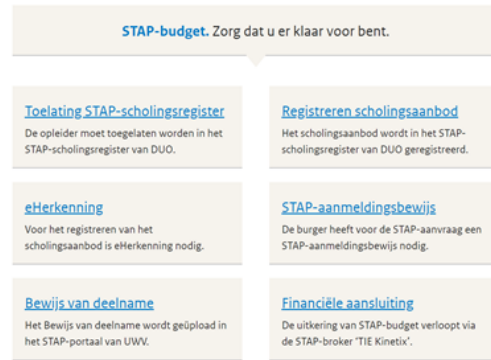 STAP-budget. Zorg dat u er klaar voor bent.
Toelating STAP-scholingsregister
De opleider moet toegelaten worden in het
STAP-scholingsregister van DUO.
Registreren scholingsaanbod
Het scholingsaanbod wordt in het STAP-
scholingsregister van DUO geregistreerd.
eHerkenning
Voor het registreren van het
scholingsaanbod is eHerkenning nodig.
STAP-aanmeldingsbewijs
De burger heeft voor de STAP-aanvraag een
STAP-aanmeldingsbewijs nodig.
Bewijs van deelname
Het Bewijs van deelname wordt geüpload in
het STAP-portaal van UWV.
Financiële aansluiting
De uitkering van STAP-budget verloopt via
de STAP-broker 'TIE Kinetix'.